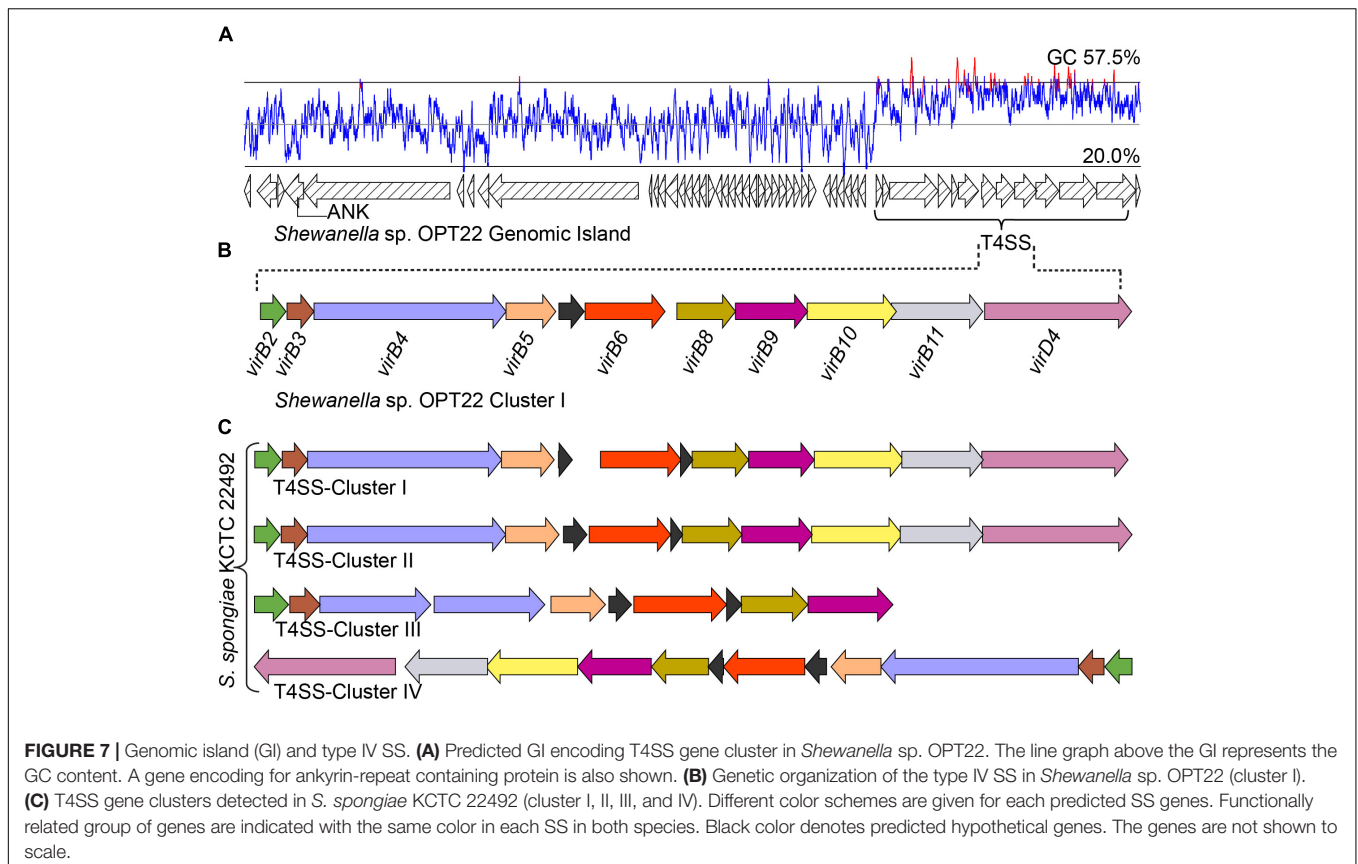 A
GC 57.5%
20.0%
ANK
Shewanella sp. OPT22 Genomic Island
T4SS
B
virB2
virB3
virB4
virB5
virB6
virB8
virB9
virB10
virB11
virD4
Shewanella sp. OPT22 Cluster I
C
S. spongiae KCTC 22492
T4SS-Cluster I
T4SS-Cluster II
T4SS-Cluster III
T4SS-Cluster IV
FIGURE 7 | Genomic island (GI) and type IV SS. (A) Predicted GI encoding T4SS gene cluster in Shewanella sp. OPT22. The line graph above the GI represents the
GC content. A gene encoding for ankyrin-repeat containing protein is also shown. (B) Genetic organization of the type IV SS in Shewanella sp. OPT22 (cluster I).
(C) T4SS gene clusters detected in S. spongiae KCTC 22492 (cluster I, II, III, and IV). Different color schemes are given for each predicted SS genes. Functionally
related group of genes are indicated with the same color in each SS in both species. Black color denotes predicted hypothetical genes. The genes are not shown to
scale.